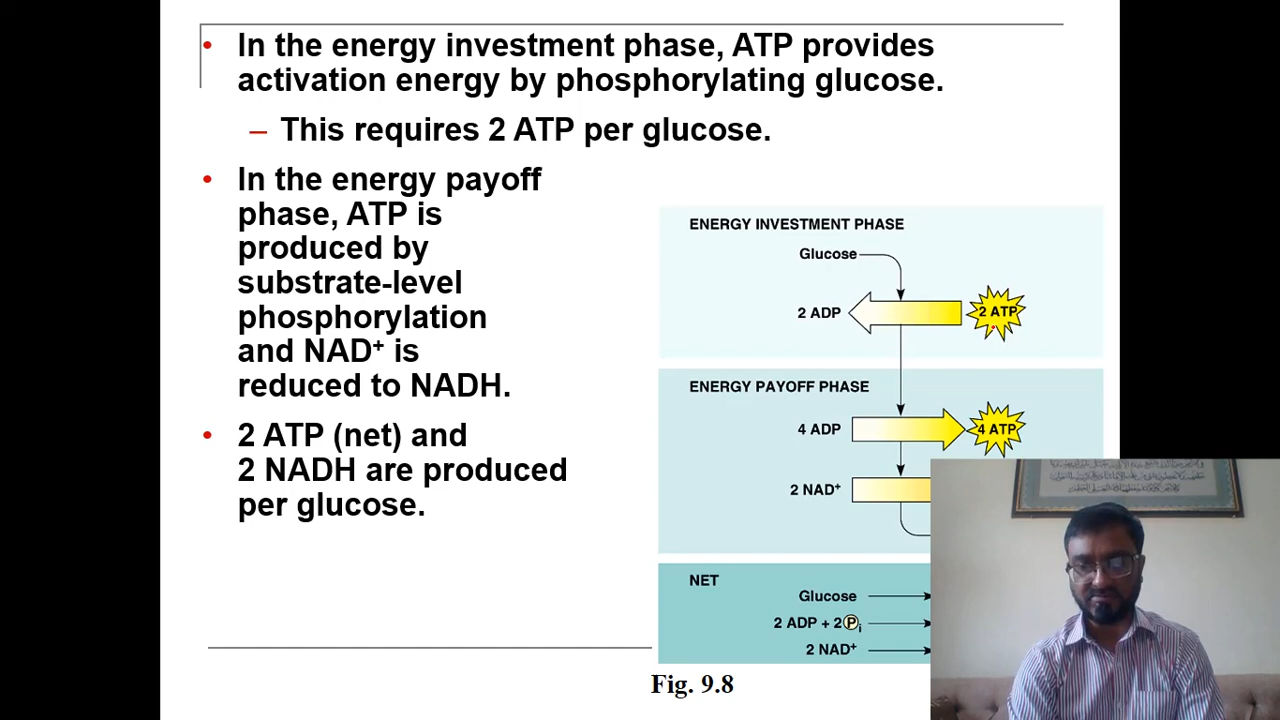 • In the energy investment phase, ATP provides
activation energy by phosphorylating glucose.
– This requires 2 ATP per glucose.
• In the energy payoff
phase, ATP is
produced by
substrate-level
phosphorylation
and NAD⁺ is
reduced to NADH.
• 2 ATP (net) and
2 NADH are produced
per glucose.
ENERGY INVESTMENT PHASE
Glucose
2 ADP 2 ATP
ENERGY PAYOFF PHASE
4 ADP 4 ATP
2 NAD⁺
NET
Glucose
2 ADP + 2 Pᵢ
2 NAD⁺
Fig. 9.8